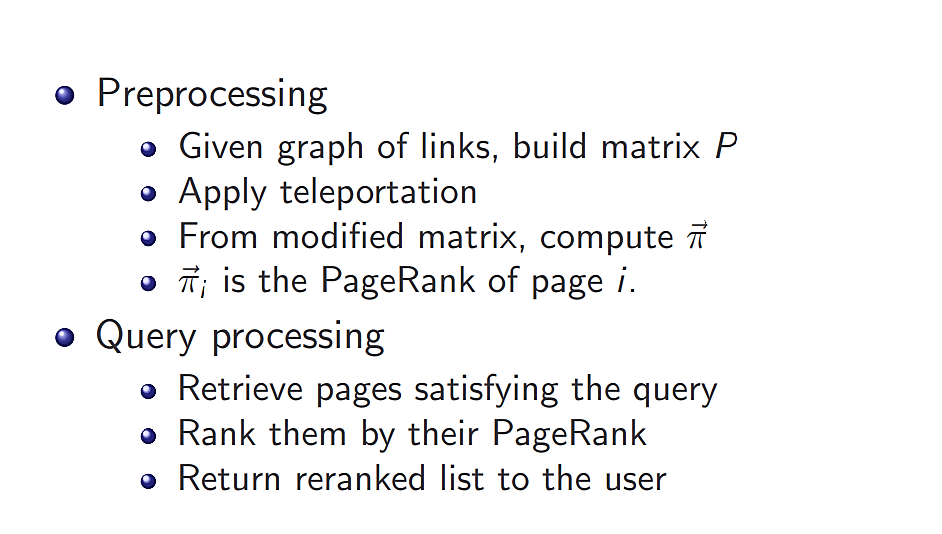 Preprocessing
Given graph of links, build matrix P
Apply teleportation
From modified matrix, compute π⃗
π⃗ᵢ is the PageRank of page i.
Query processing
Retrieve pages satisfying the query
Rank them by their PageRank
Return reranked list to the user